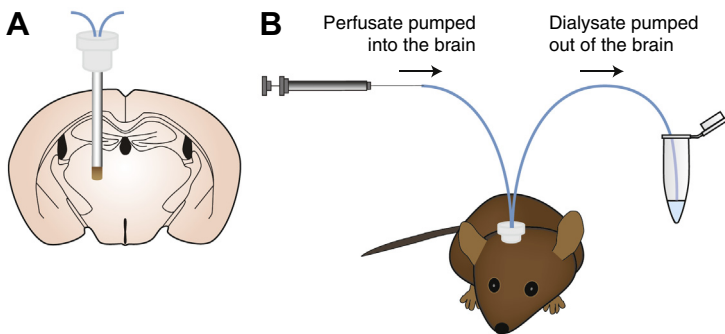 A
B
Perfusate pumped
into the brain
Dialysate pumped
out of the brain